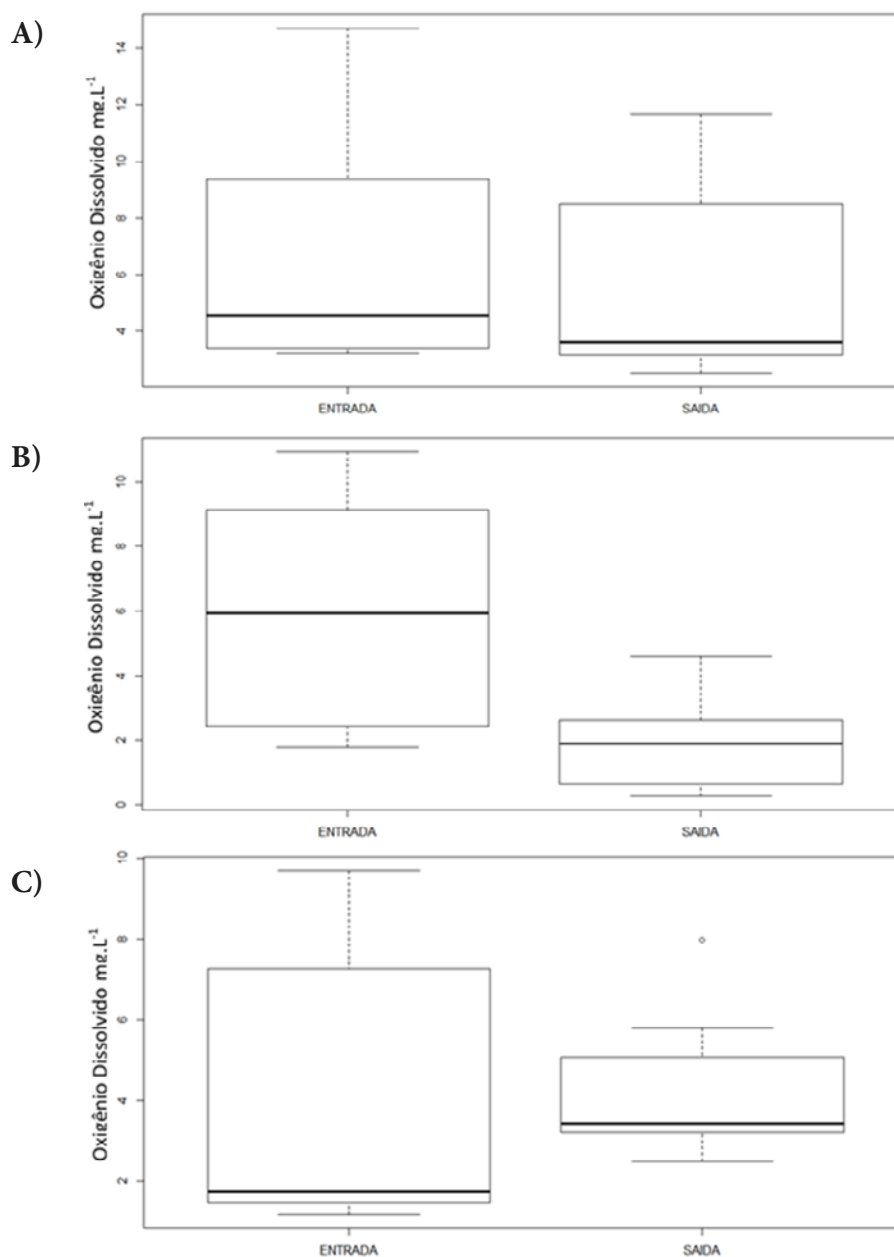 A)
Oxigênio Dissolvido mg.L⁻¹
14
12
10
8
6
4
ENTRADA
SAIDA
B)
Oxigênio Dissolvido mg.L⁻¹
10
8
6
4
2
0
ENTRADA
SAIDA
C)
Oxigênio Dissolvido mg.L⁻¹
10
8
6
4
2
ENTRADA
SAIDA